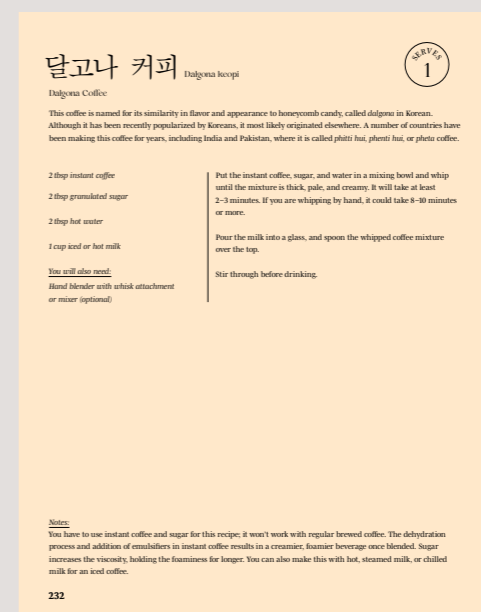 달고나 커피 Dalgona keopi
SERVES
1
Dalgona Coffee
This coffee is named for its similarity in flavor and appearance to honeycomb candy, called dalgona in Korean.
Although it has been recently popularized by Koreans, it most likely originated elsewhere. A number of countries have
been making this coffee for years, including India and Pakistan, where it is called phitti hui, phenti hui, or pheta coffee.
2 tbsp instant coffee
2 tbsp granulated sugar
2 tbsp hot water
1 cup iced or hot milk
You will also need:
Hand blender with whisk attachment
or mixer (optional)
Put the instant coffee, sugar, and water in a mixing bowl and whip
until the mixture is thick, pale, and creamy. It will take at least
2–3 minutes. If you are whipping by hand, it could take 8–10 minutes
or more.
Pour the milk into a glass, and spoon the whipped coffee mixture
over the top.
Stir through before drinking.
Notes:
You have to use instant coffee and sugar for this recipe; it won't work with regular brewed coffee. The dehydration
process and addition of emulsifiers in instant coffee results in a creamier, foamier beverage once blended. Sugar
increases the viscosity, holding the foaminess for longer. You can also make this with hot, steamed milk, or chilled
milk for an iced coffee.
232